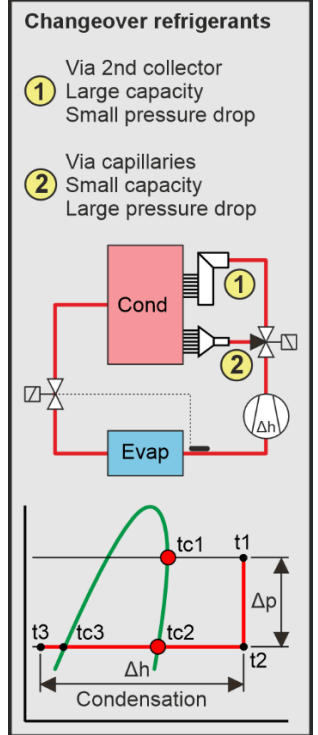 Changeover refrigerants
1
Via 2nd collector
Large capacity
Small pressure drop
2
Via capillaries
Small capacity
Large pressure drop
Cond
1
2
Δh
Evap
tc1
t1
Δp
t3
tc3
tc2
t2
Δh
Condensation